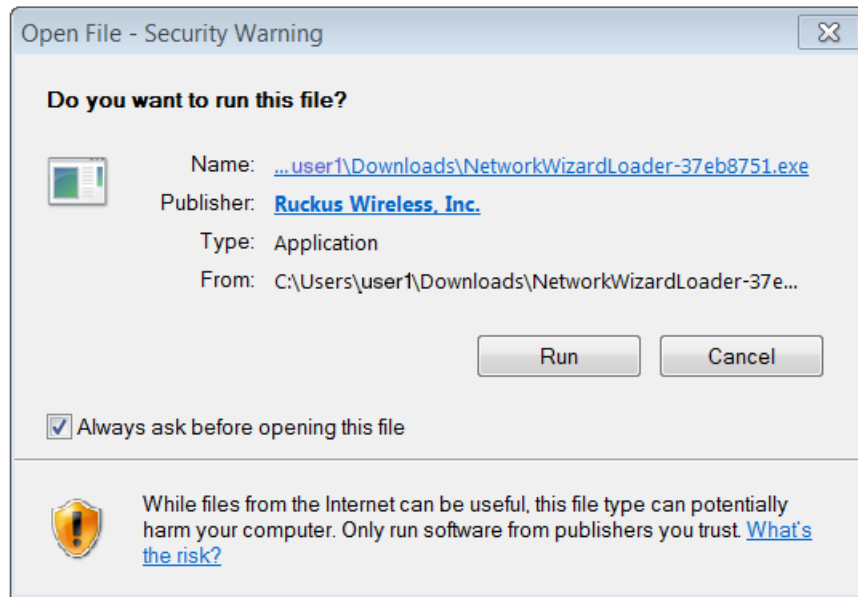 Open File - Security Warning
Do you want to run this file?
Name: ...user1\Downloads\NetworkWizardLoader-37eb8751.exe
Publisher: Ruckus Wireless, Inc.
Type: Application
From: C:\Users\user1\Downloads\NetworkWizardLoader-37e...
Run Cancel
Always ask before opening this file
While files from the Internet can be useful, this file type can potentially
harm your computer. Only run software from publishers you trust. What's
the risk?